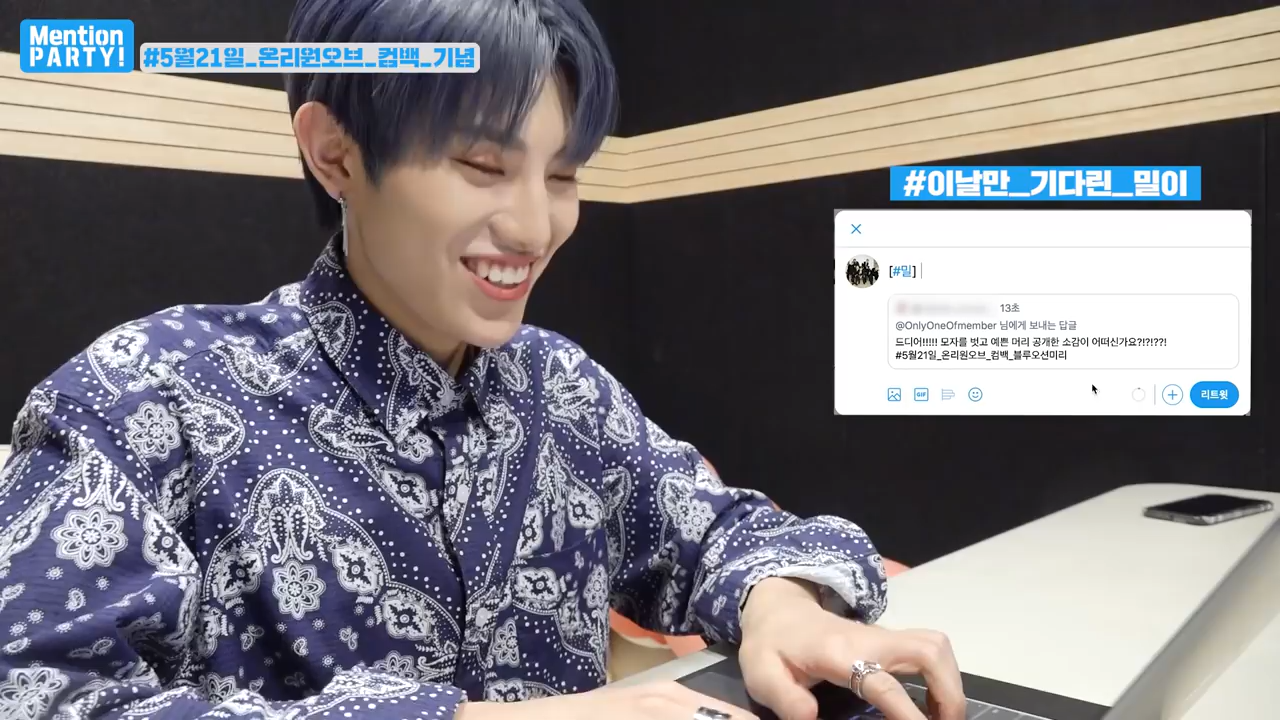 Mention
PARTY!
#5월21일_온리원오브_컴백_기념
#이날만_기다린_밀이
[#밀]
13초
@OnlyOneOfmember 님에게 보내는 답글
드디어!!!!! 모자를 벗고 예쁜 머리 공개한 소감이 어떠신가요?!?!??!
#5월21일_온리원오브_컴백_블루오션미리
GIF
리트윗